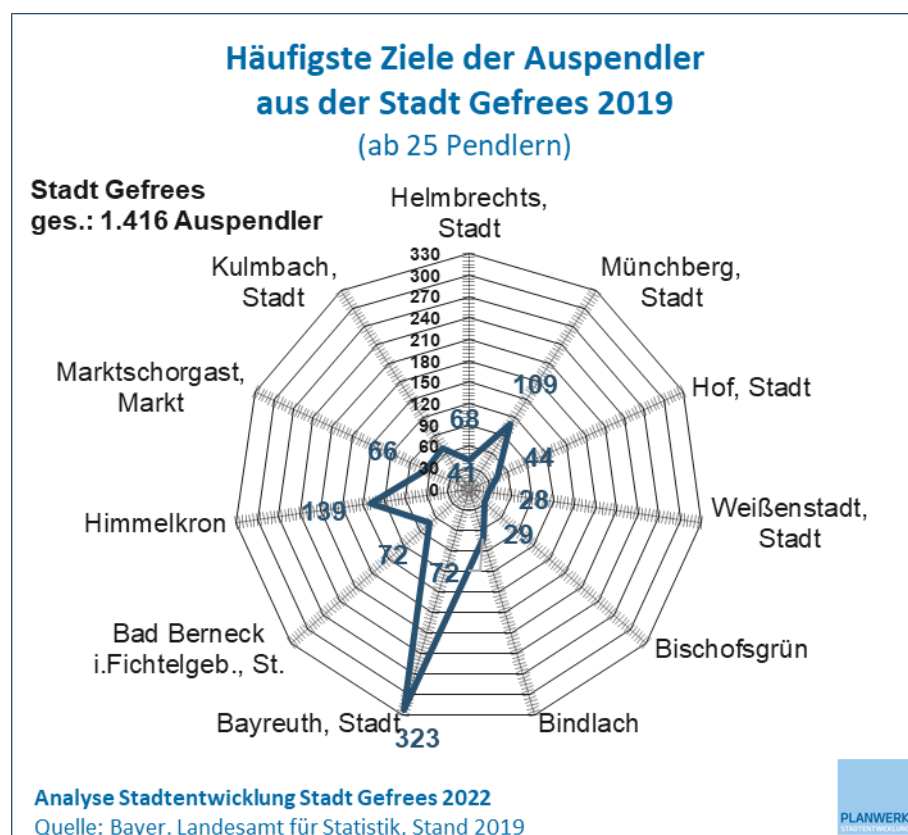 Häufigste Ziele der Auspendler
aus der Stadt Gefrees 2019
(ab 25 Pendlern)
Stadt Gefrees
ges.: 1.416 Auspendler
Helmbrechts,
Stadt
Münchberg,
Stadt
Hof, Stadt
Weißenstadt,
Stadt
Bischofsgrün
Bindlach
Bayreuth, Stadt
Bad Berneck
i.Fichtelgeb., St.
Himmelkron
Marktschorgast,
Markt
Kulmbach,
Stadt
330
300
270
240
210
180
150
120
90
60
30
0
41
109
44
28
29
72
323
72
139
66
68
Analyse Stadtentwicklung Stadt Gefrees 2022
Quelle: Bayer. Landesamt für Statistik. Stand 2019
PLANWERK
STADTENTWICKLUNG